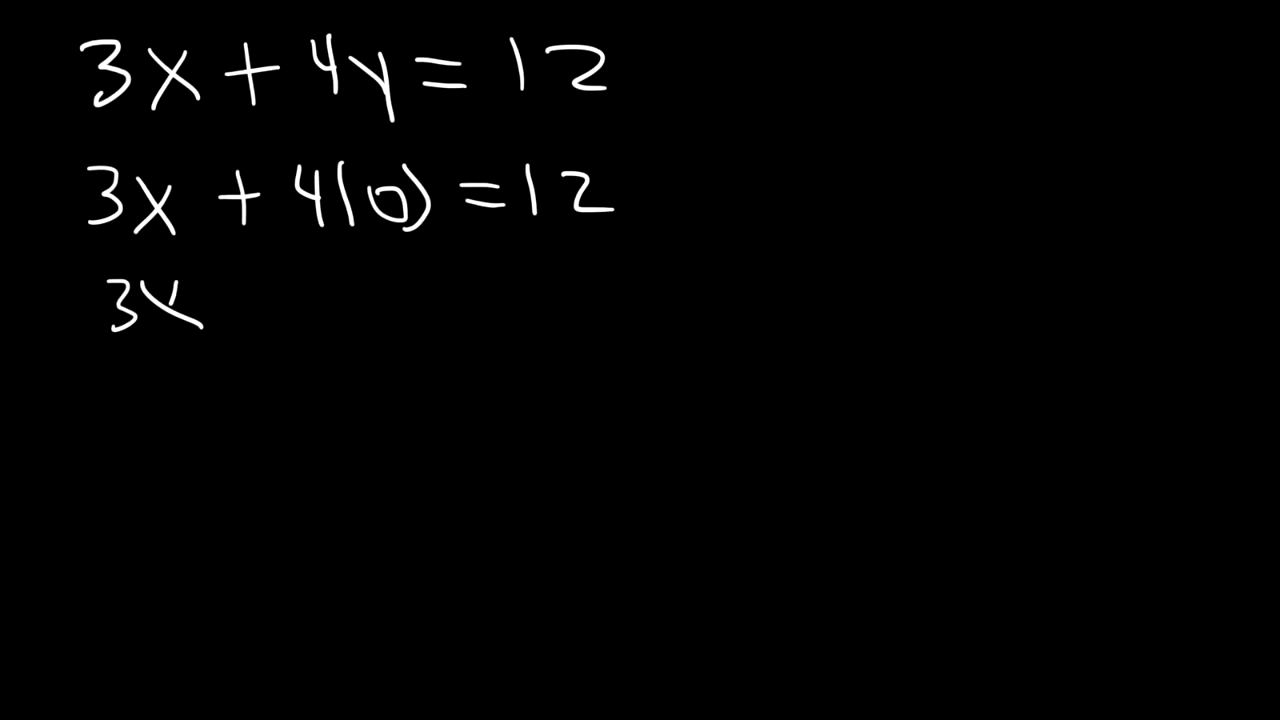 3x + 4y = 12
3x + 4(0) = 12
3x